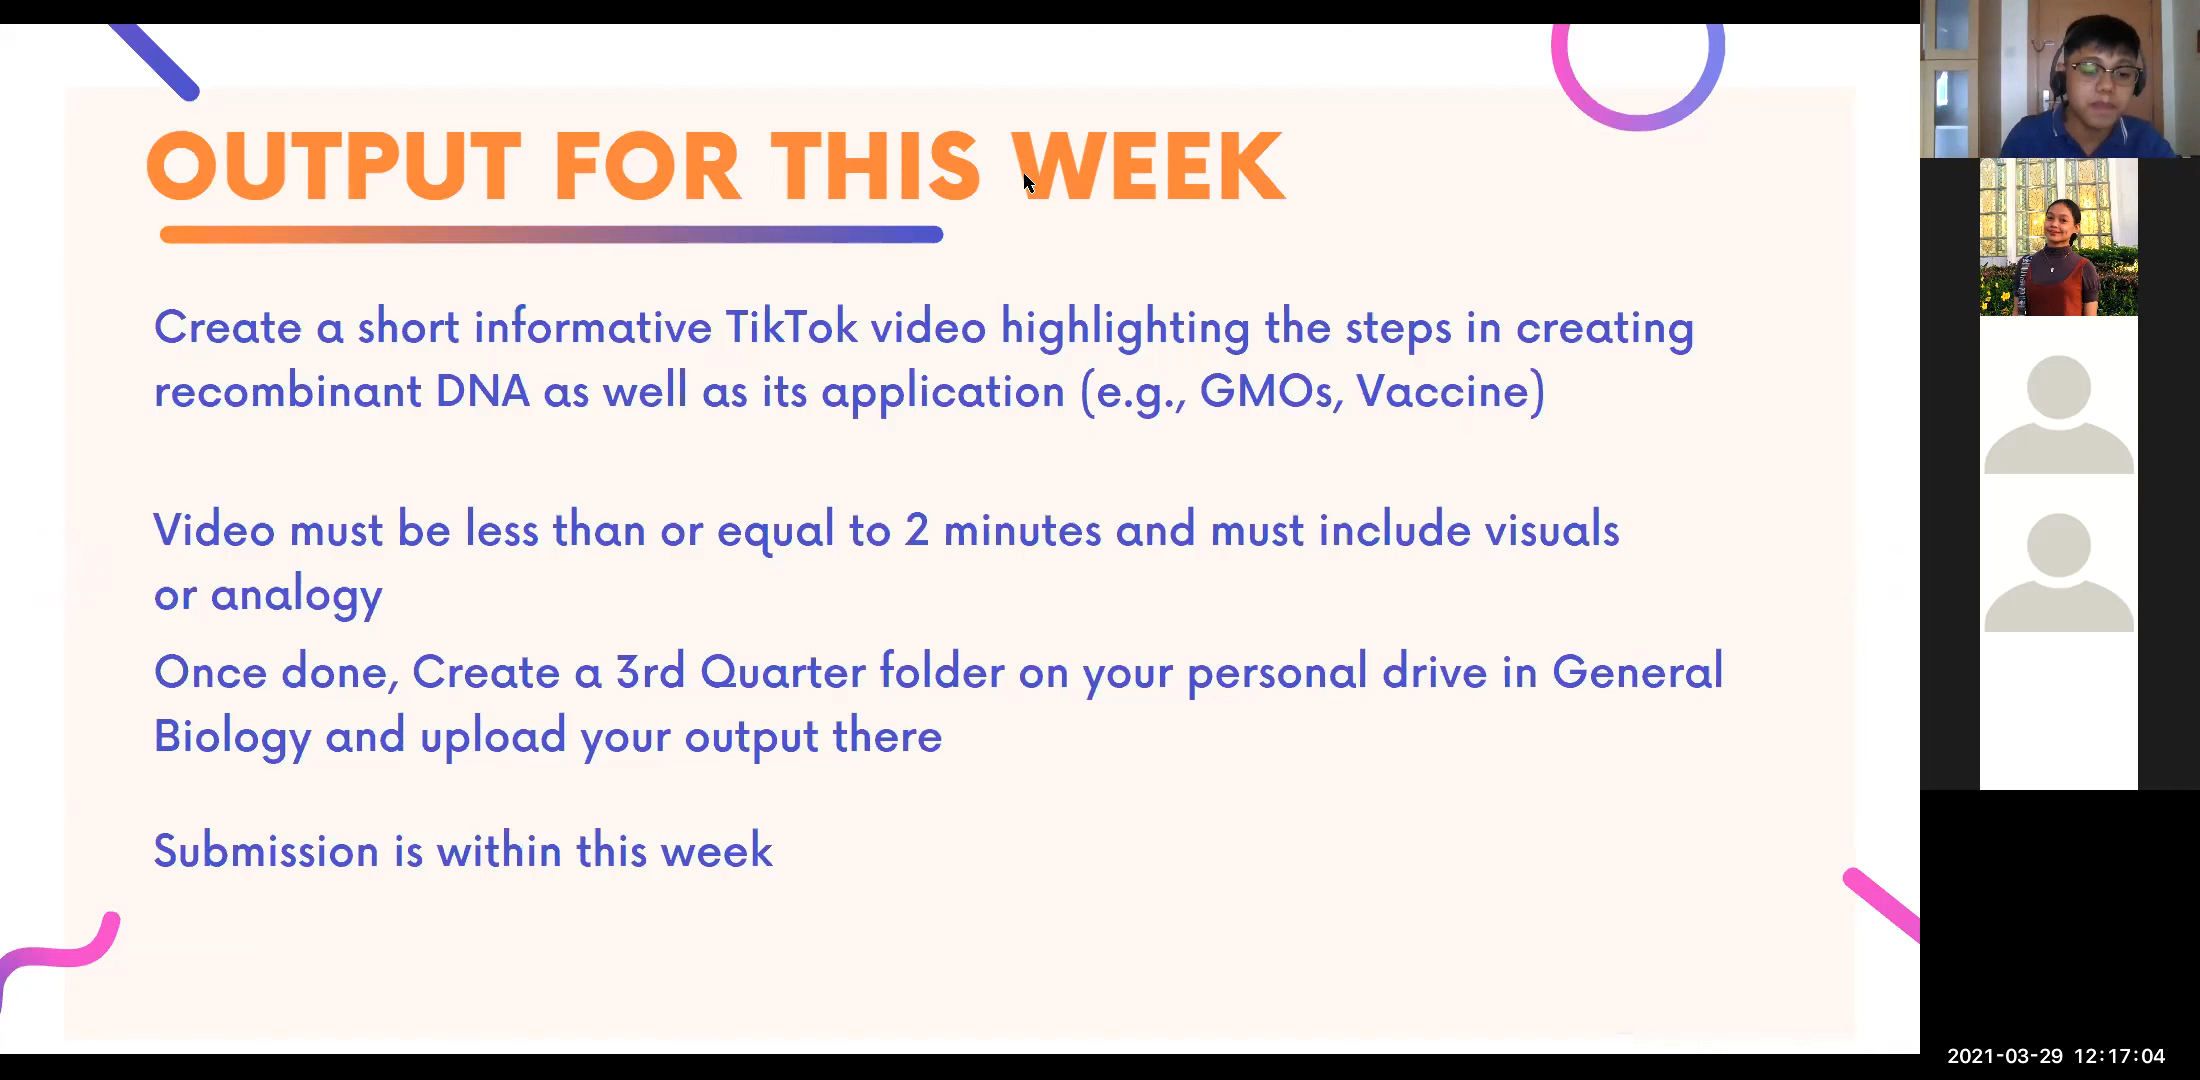 OUTPUT FOR THIS WEEK
Create a short informative TikTok video highlighting the steps in creating
recombinant DNA as well as its application (e.g., GMOs, Vaccine)
Video must be less than or equal to 2 minutes and must include visuals
or analogy
Once done, Create a 3rd Quarter folder on your personal drive in General
Biology and upload your output there
Submission is within this week
2021-03-29 12:17:04